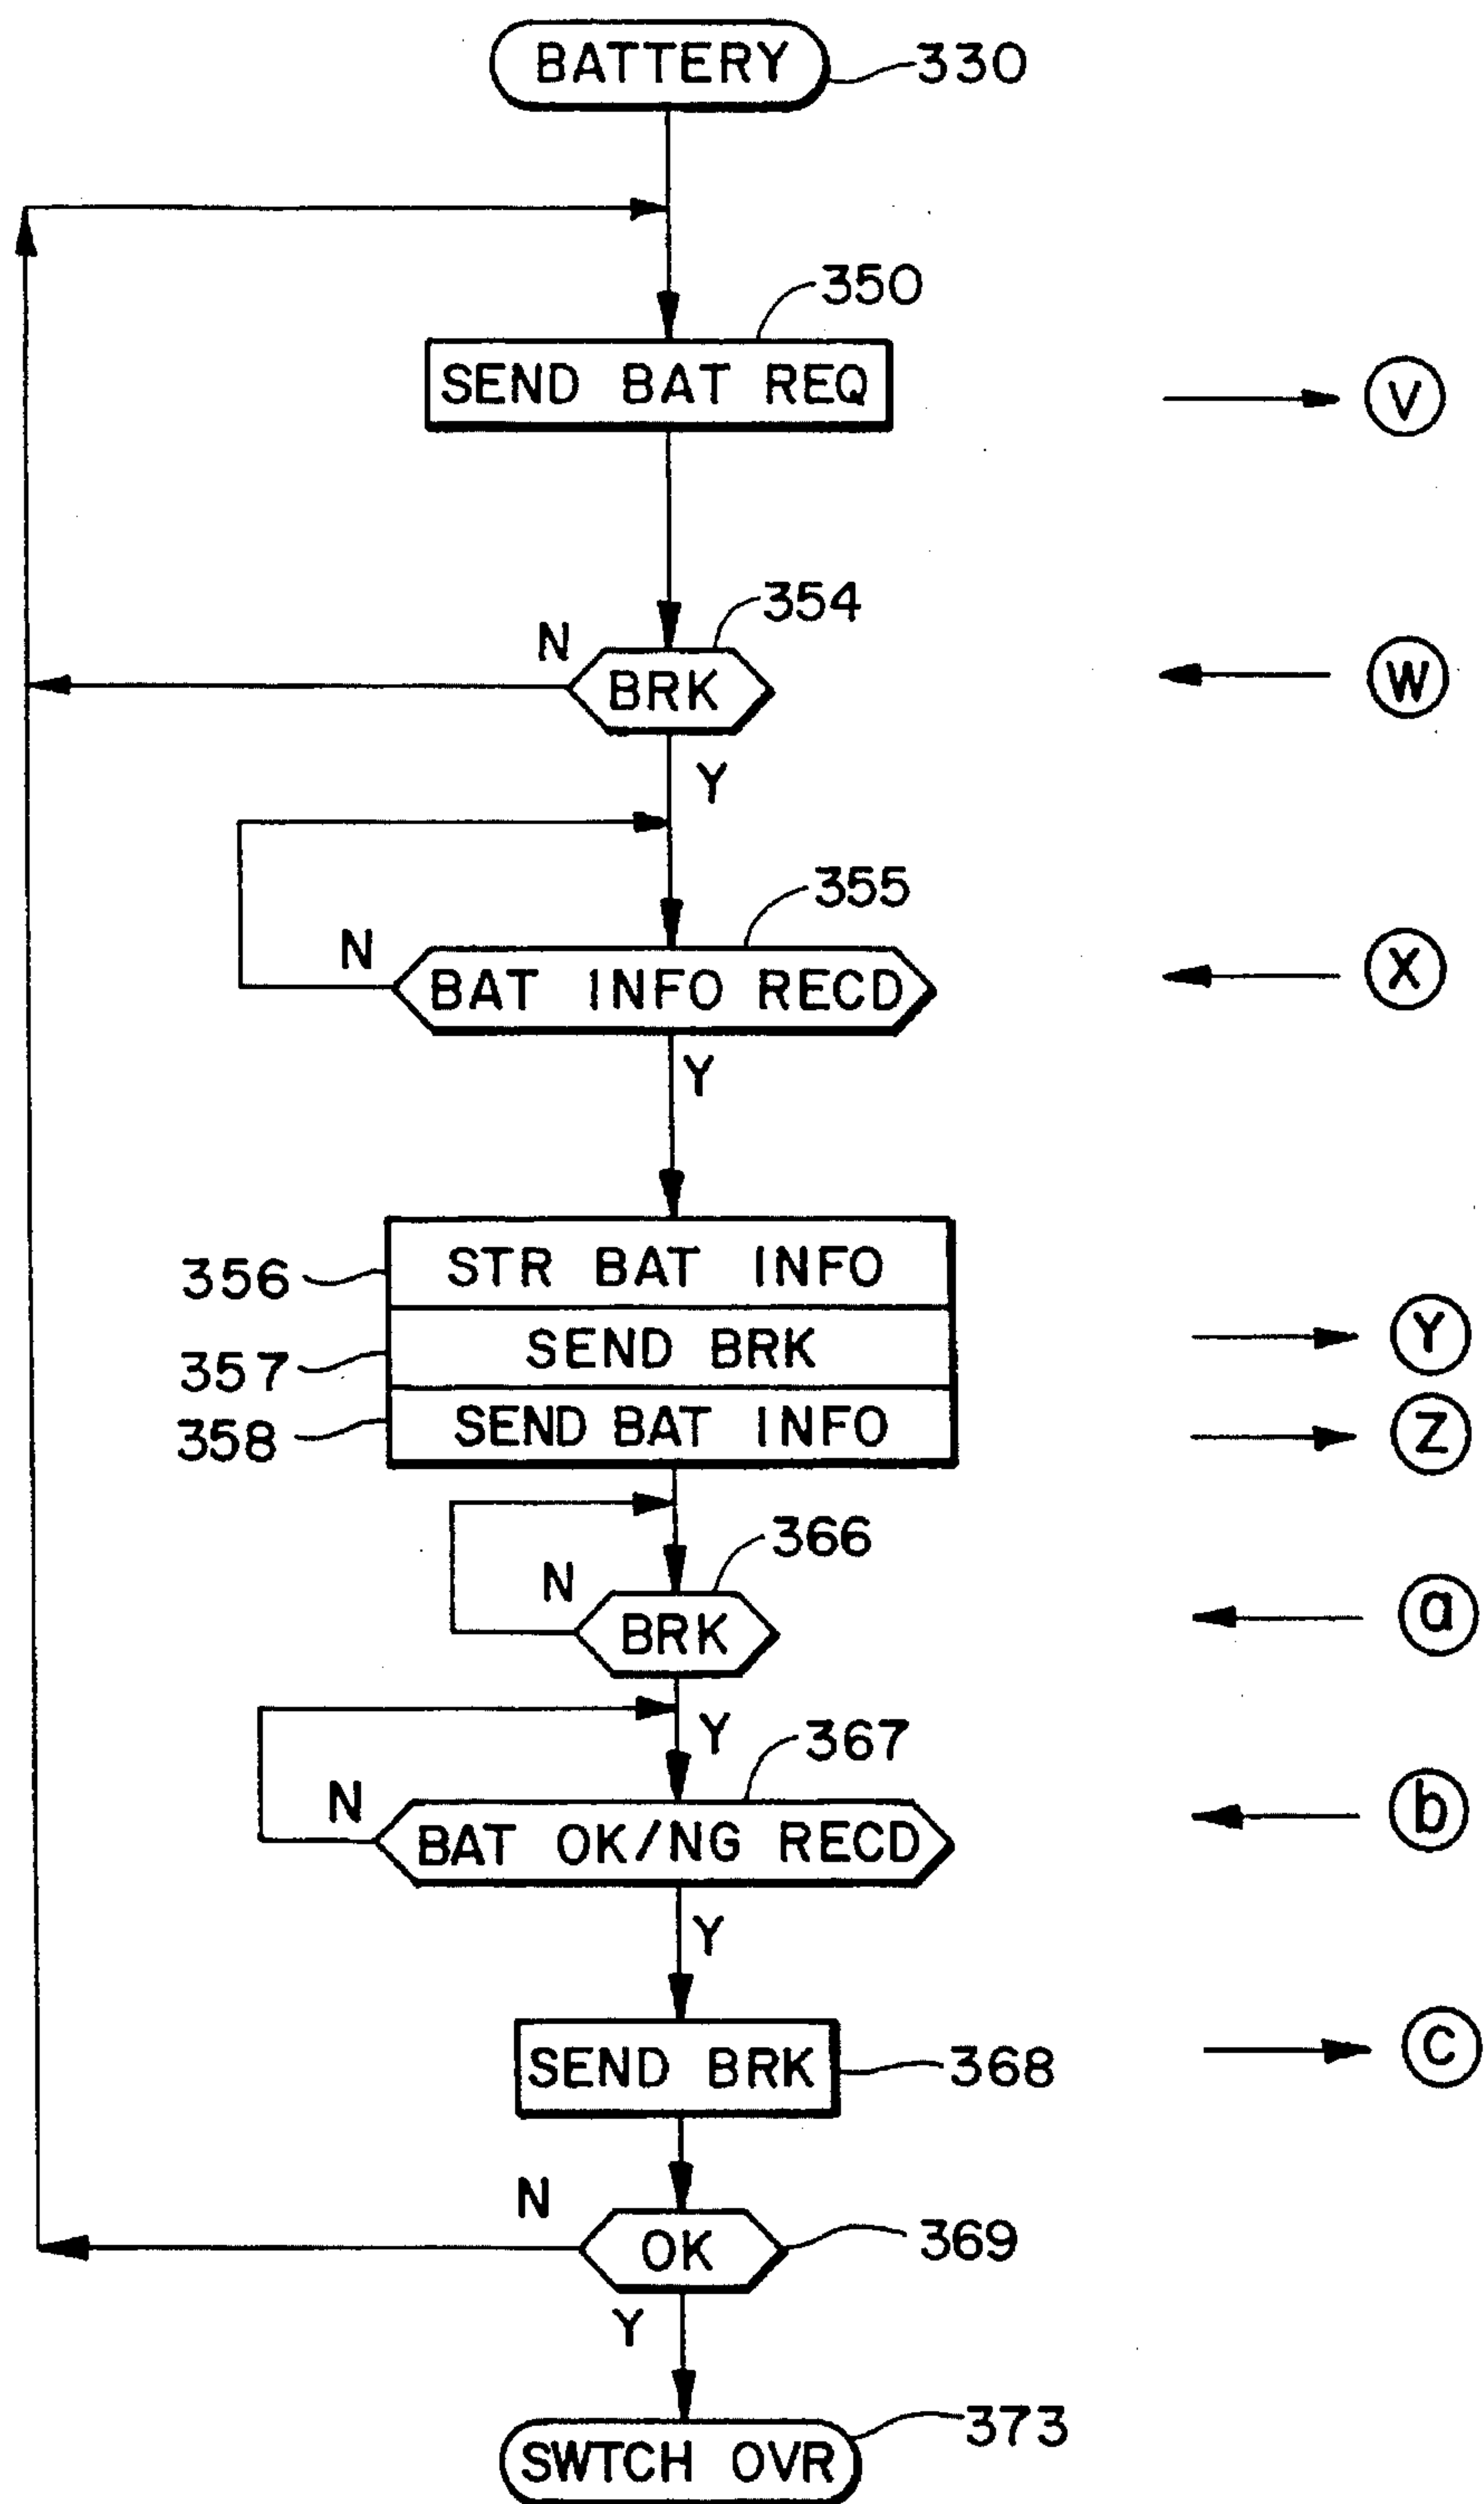 BATTERY 330
350
SEND BAT REQ V
354
N
BRK W
Y
355
N
BAT INFO RECD X
Y
356 STR BAT INFO
357 SEND BRK Y
358 SEND BAT INFO Z
366
N
BRK a
Y 367
N
BAT OK/NG RECD b
Y
SEND BRK 368 C
N
OK 369
Y
373
SWTCH OVR